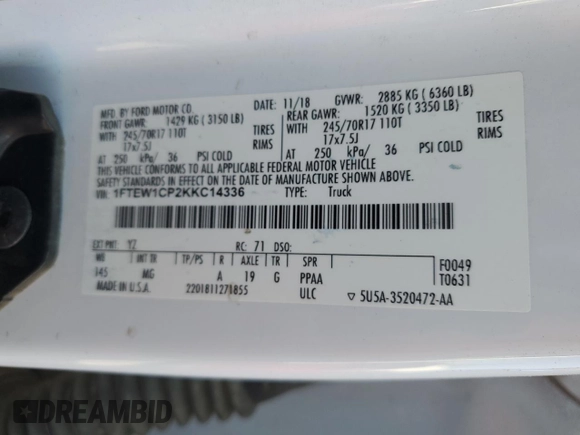 MFD. BY FORD MOTOR CO.
DATE: 11/18 GVWR: 2885 KG ( 6360 LB)
FRONT GAWR: 1429 KG ( 3150 LB)
REAR GAWR: 1520 KG ( 3350 LB)
WITH 245/70R17 110T TIRES
WITH 245/70R17 110T TIRES
17x7.5J RIMS
17x7.5J RIMS
AT 250 kPa/ 36 PSI COLD
AT 250 kPa/ 36 PSI COLD
THIS VEHICLE CONFORMS TO ALL APPLICABLE FEDERAL MOTOR VEHICLE
SAFETY STANDARDS IN EFFECT ON THE DATE OF MANUFACTURE SHOWN ABOVE.
VIN: 1FTEW1CP2KKC14336 TYPE: Truck
EXT PNT: YZ RC: 71 DSO:
WB INT TR TP/PS R AXLE TR SPR F0049
145 MG A 19 G PPAA T0631
MADE IN U.S.A. 2201811271855 ULC ▽ 5U5A-3520472-AA
DREAMBID